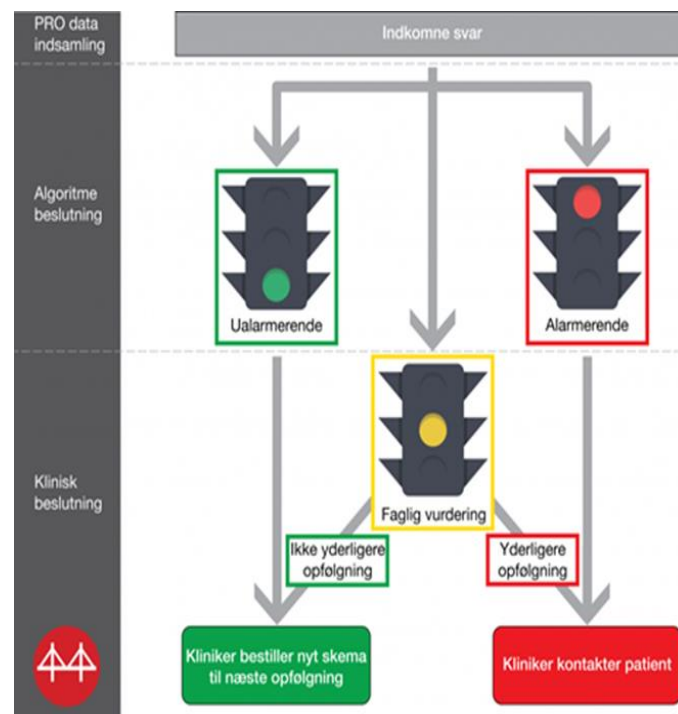 PRO data
indsamling
Indkomne svar
Algoritme
beslutning
Ualarmerende
Alarmerende
Klinisk
beslutning
Faglig vurdering
Ikke yderligere
opfølgning
Yderligere
opfølgning
Kliniker bestiller nyt skema
til næste opfølgning
Kliniker kontakter patient